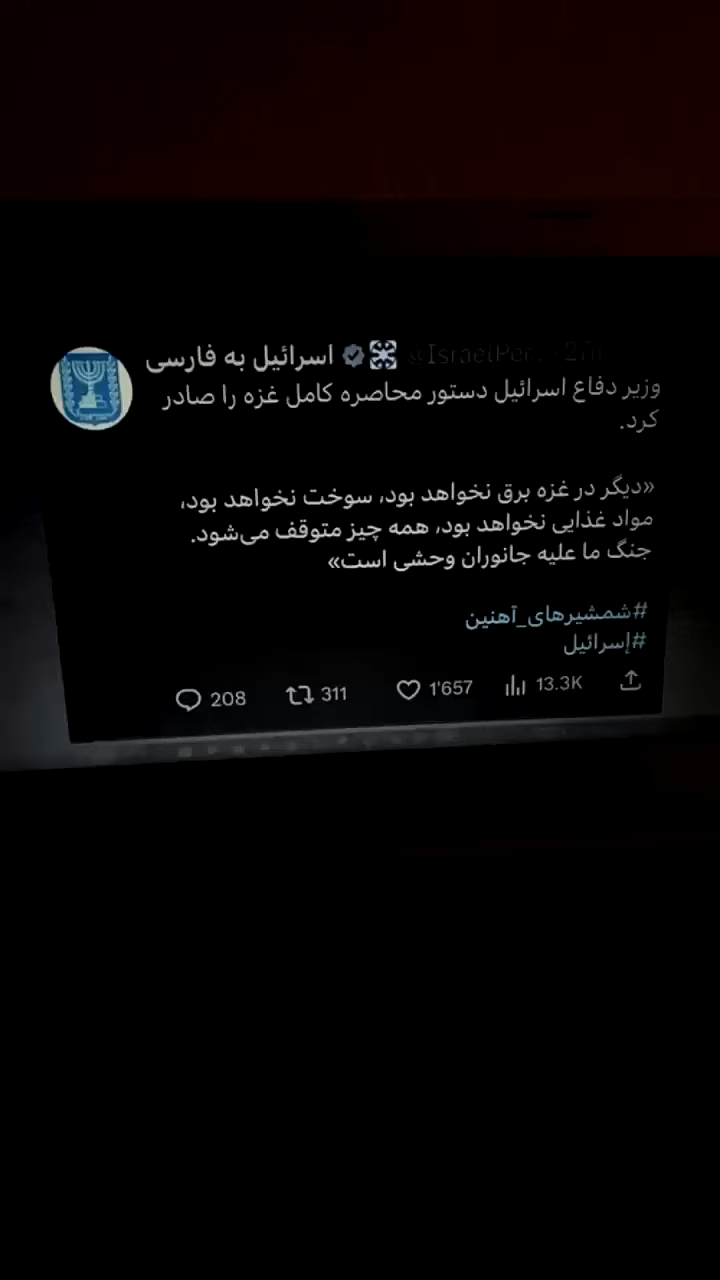 اسرائیل به فارسی
وزیر دفاع اسرائیل دستور محاصره کامل غزه را صادر
کرد.
«دیگر در غزه برق نخواهد بود، سوخت نخواهد بود،
مواد غذایی نخواهد بود، همه چیز متوقف می‌شود.
جنگ ما علیه جانوران وحشی است»
#شمشیرهای_آهنین
#إسرائيل
208 311 1'657 13.3K